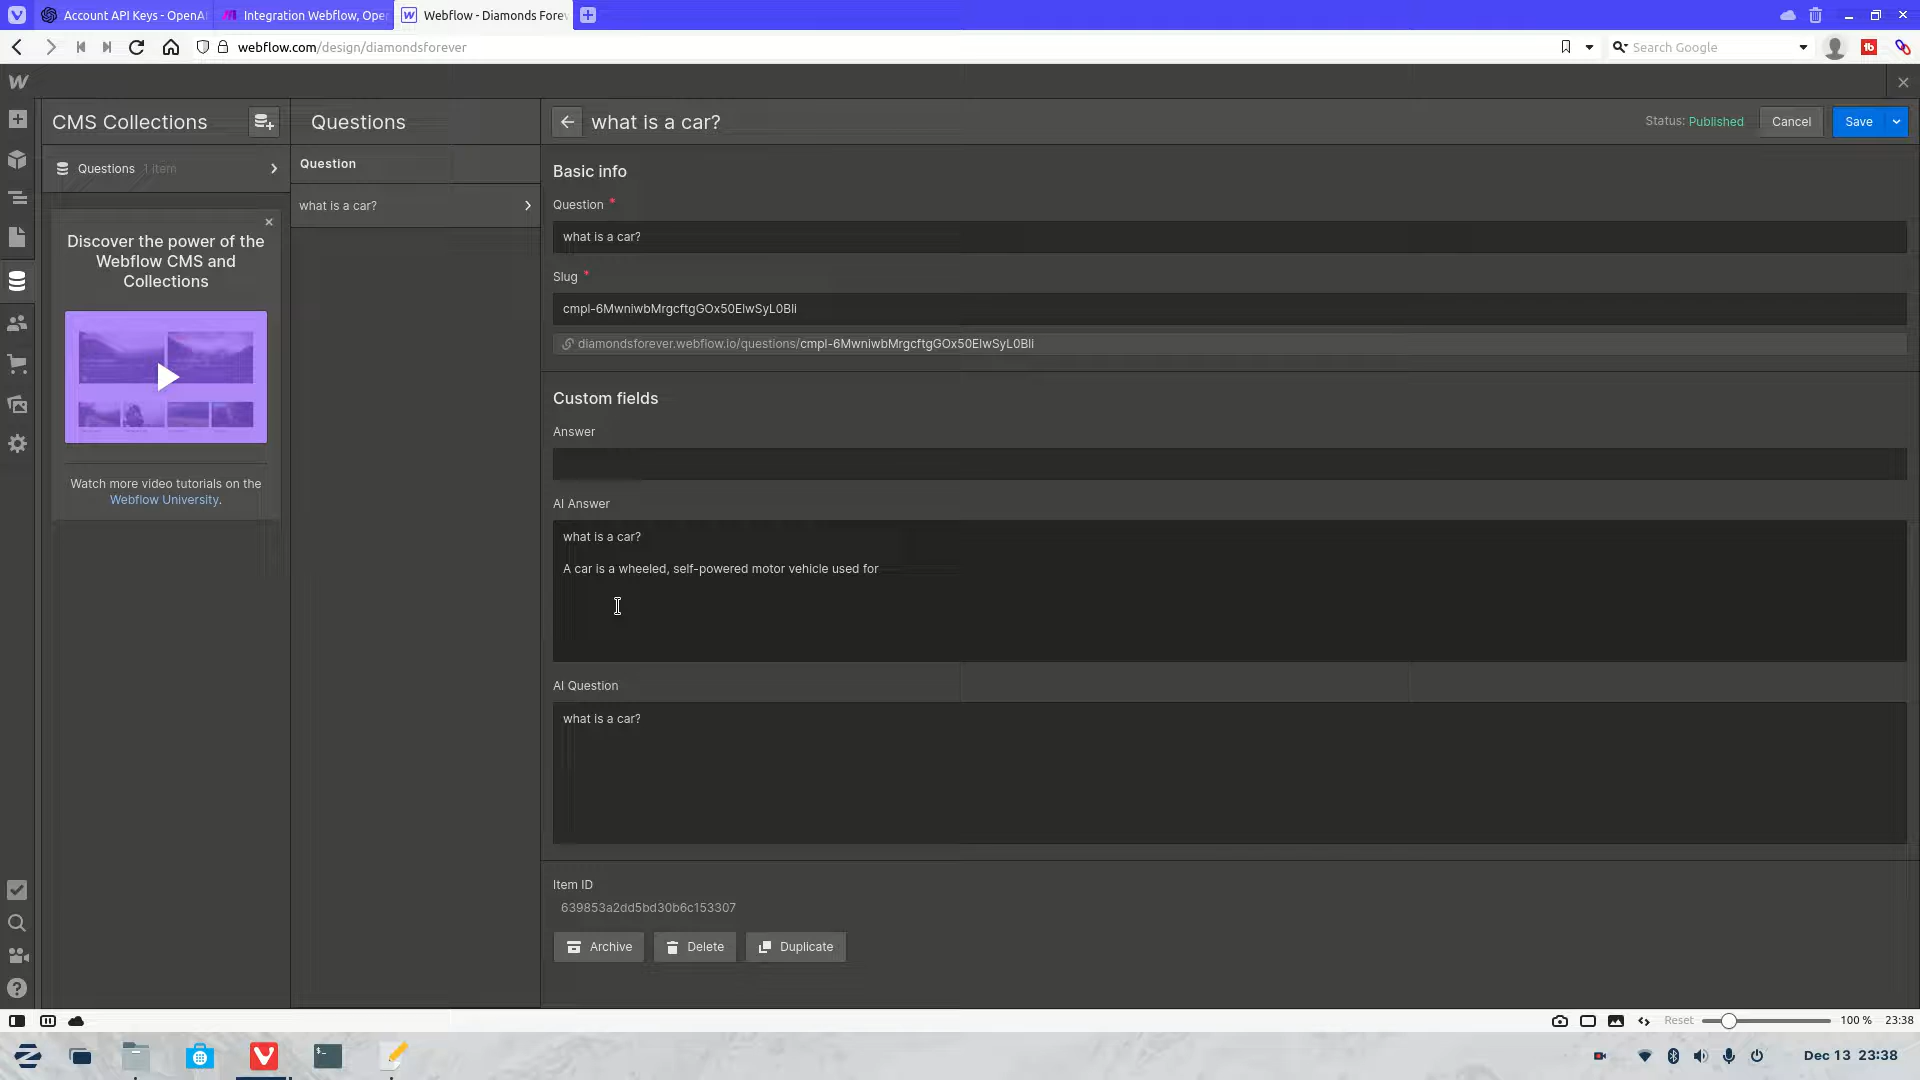 Account API Keys - OpenAI
Integration Webflow, Oper
Webflow - Diamonds Forev
webflow.com/design/diamondsforever
Search Google
CMS Collections
Questions
what is a car?
Status: Published
Cancel
Save
Questions 1 item
Question
what is a car?
Discover the power of the
Webflow CMS and
Collections
Watch more video tutorials on the
Webflow University.
Basic info
Question *
what is a car?
Slug *
cmpl-6MwniwbMrgcftgGOx50ElwSyL0Bli
diamondsforever.webflow.io/questions/cmpl-6MwniwbMrgcftgGOx50ElwSyL0Bli
Custom fields
Answer
AI Answer
what is a car?
A car is a wheeled, self-powered motor vehicle used for
AI Question
what is a car?
Item ID
639853a2dd5bd30b6c153307
Archive
Delete
Duplicate
Reset
100 %
23:38
Dec 13 23:38